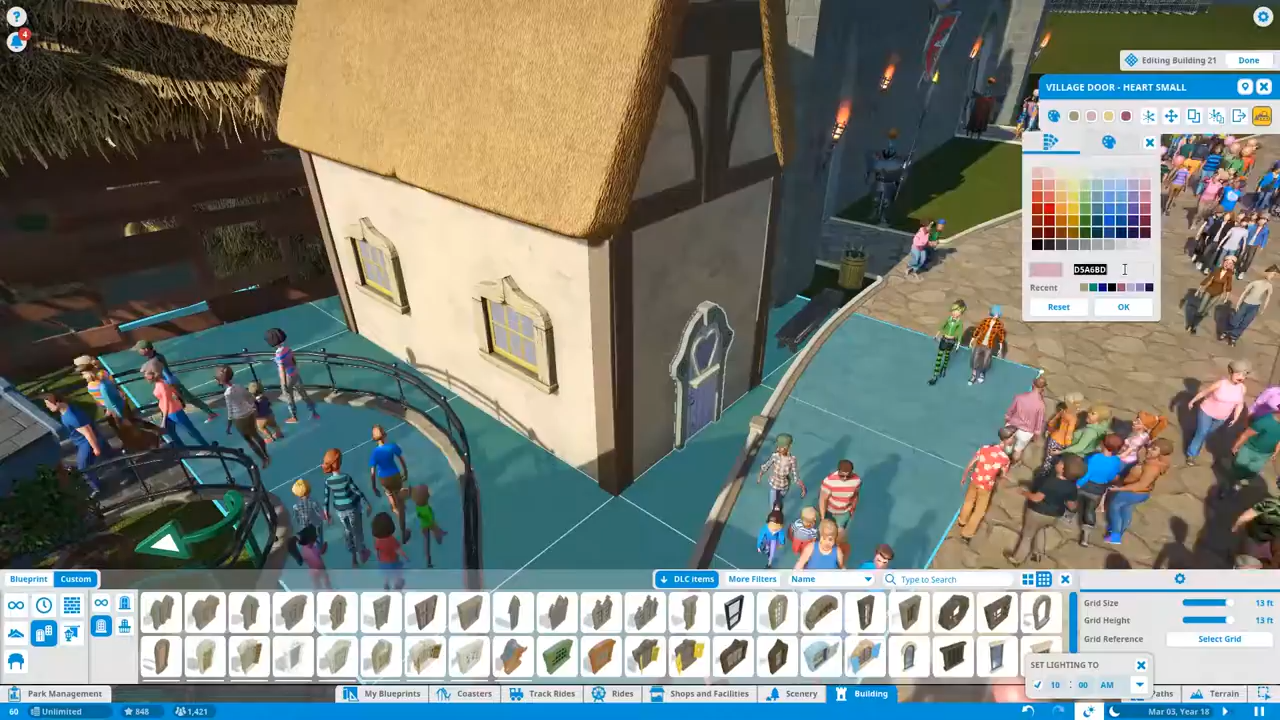 ?
4
Editing Building 21 Done
VILLAGE DOOR - HEART SMALL
D5A6BD
Recent
Reset OK
Blueprint Custom DLC Items More Filters Name Type to Search
Grid Size 13 ft
Grid Height 13 ft
Grid Reference Select Grid
SET LIGHTING TO
10 : 00 AM
Park Management My Blueprints Coasters Track Rides Rides Shops and Facilities Scenery Building Paths Terrain
60 Unlimited 848 1,421 Mar 03, Year 18